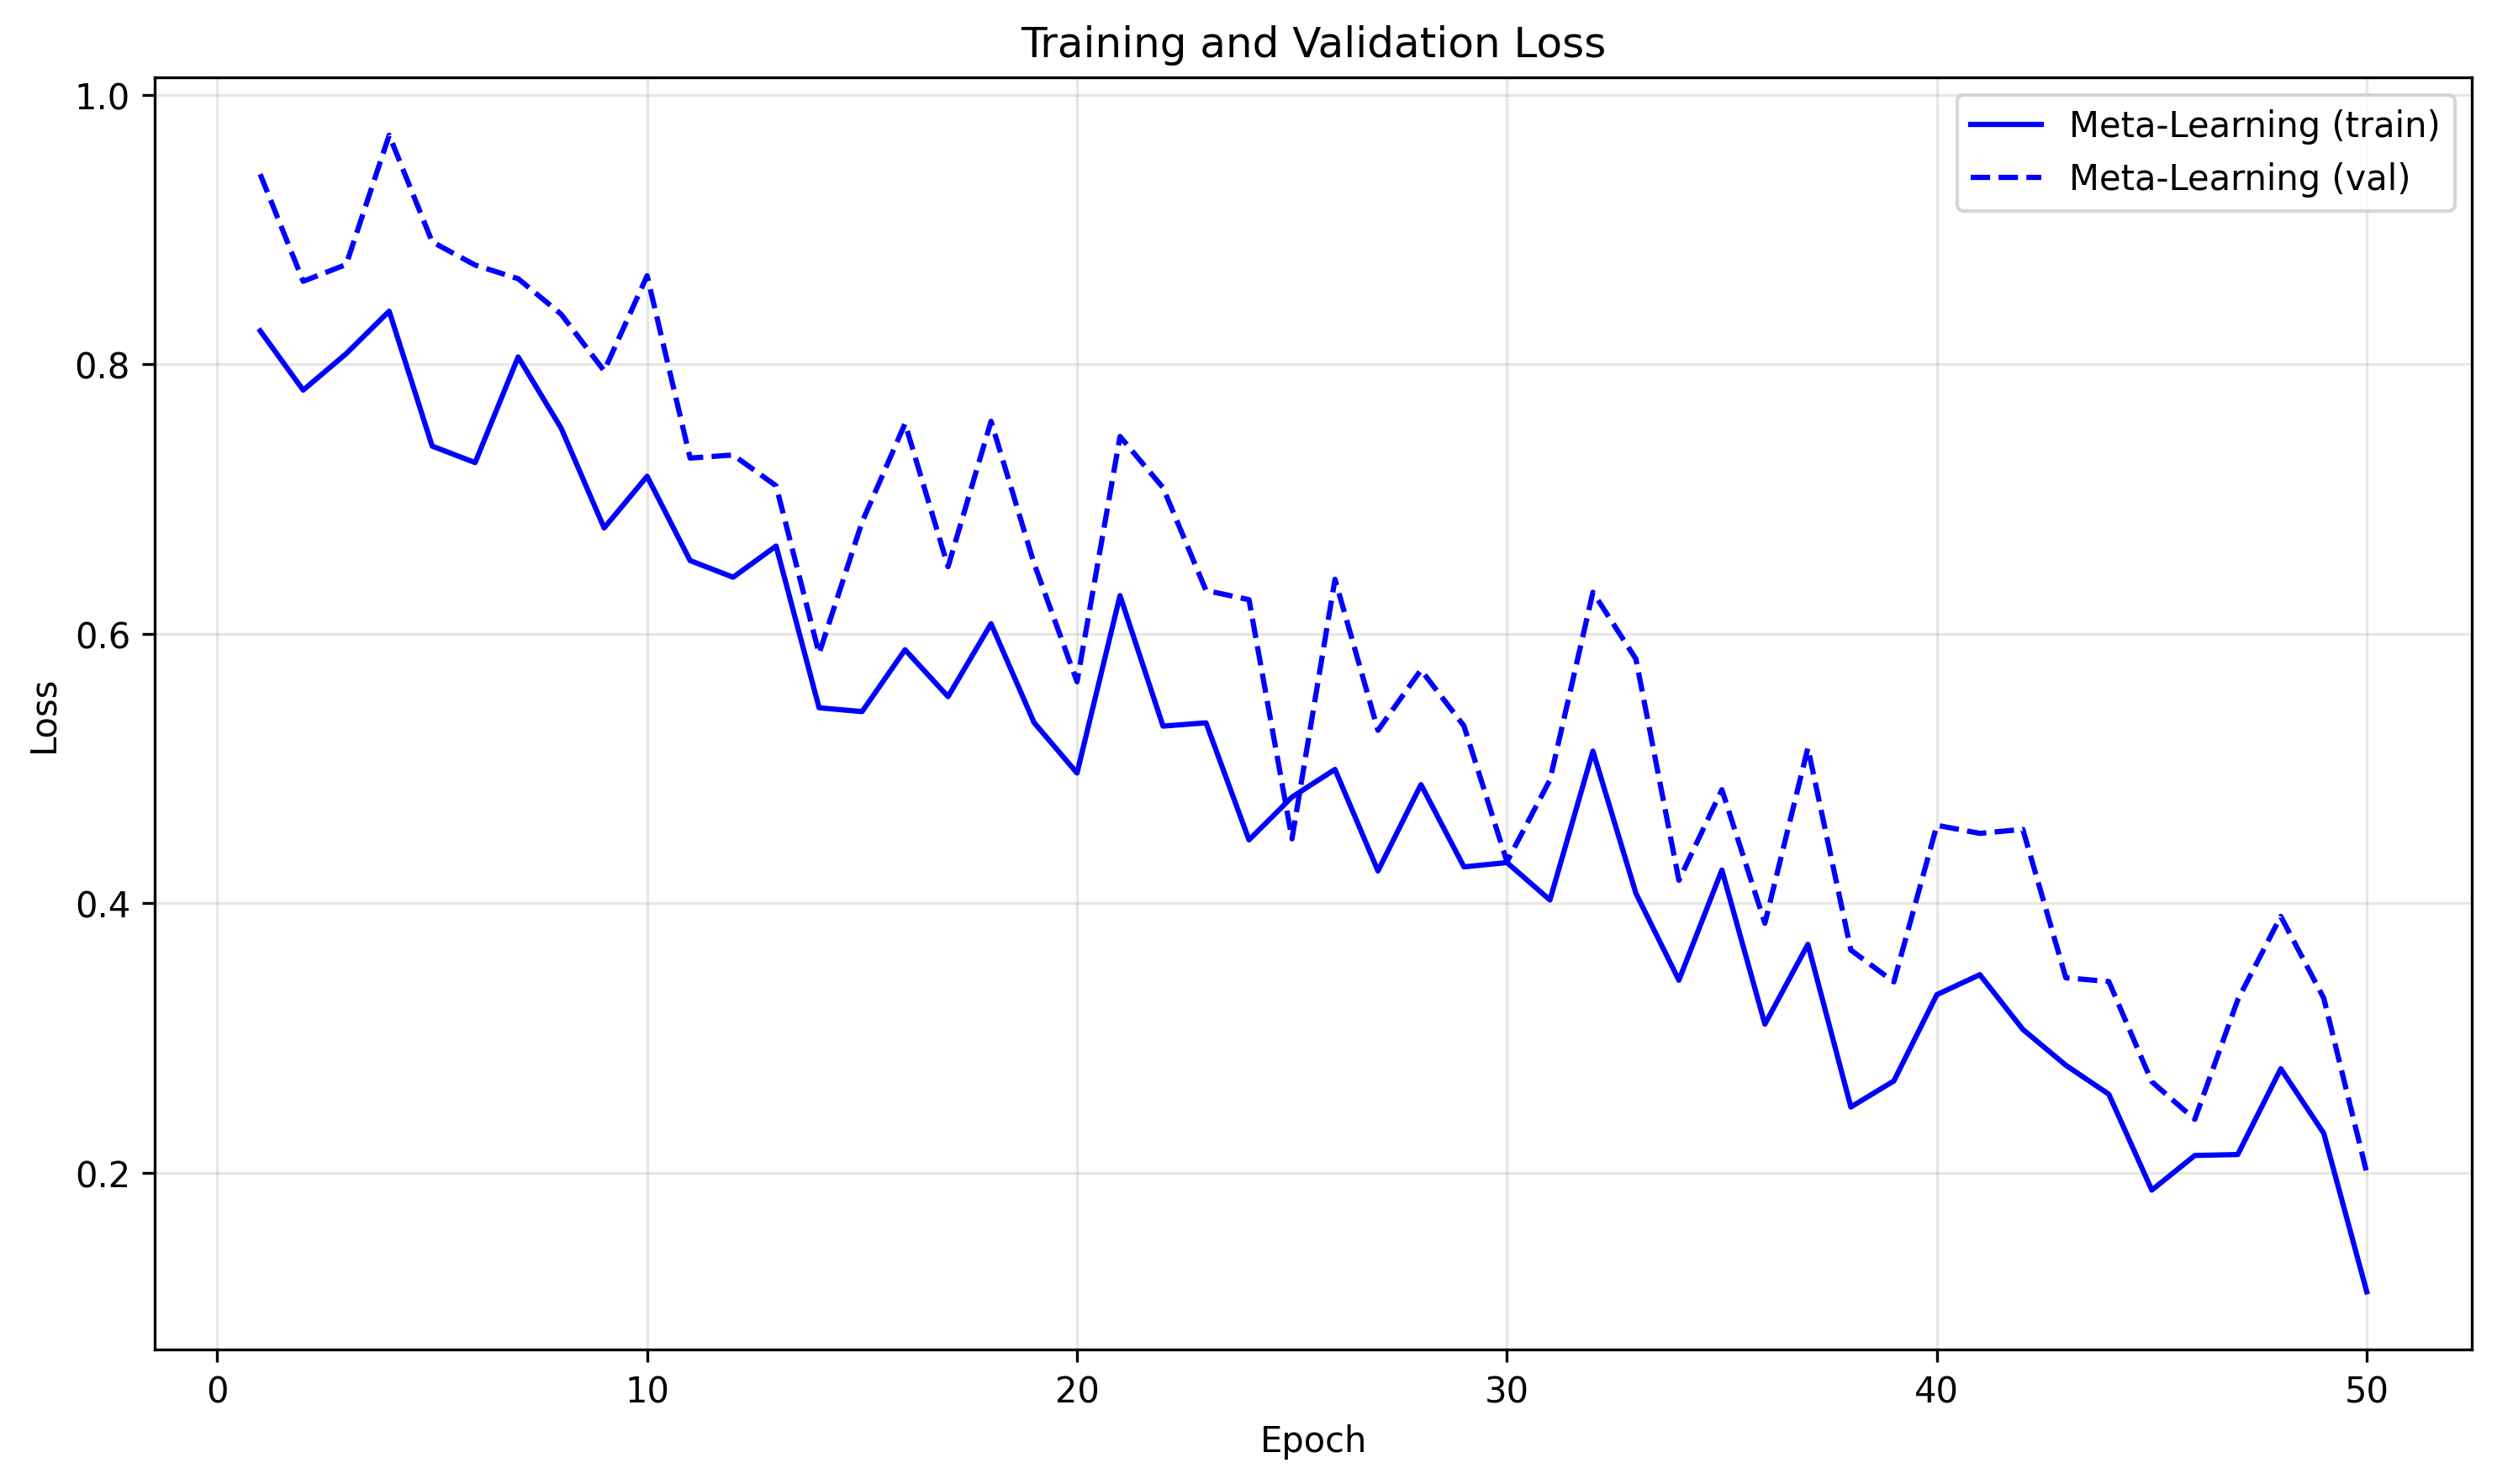 Training and Validation Loss
1.0
0.8
0.6
0.4
0.2
Loss
Meta-Learning (train)
Meta-Learning (val)
0 10 20 30 40 50
Epoch